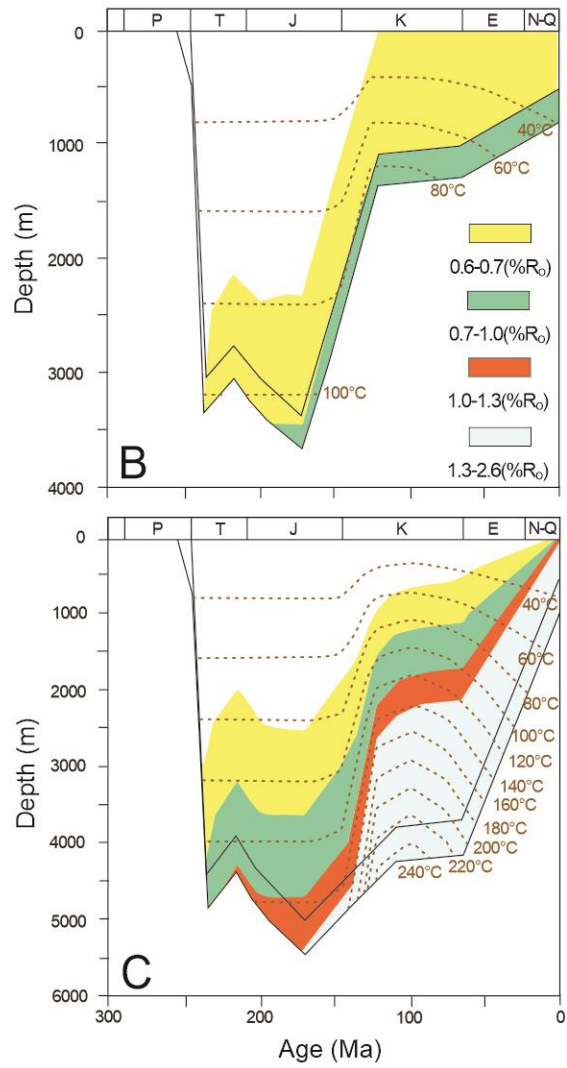 P T J K E N-Q
0
1000
2000
3000
4000
Depth (m)
40°C
60°C
80°C
100°C
0.6-0.7(%Ro)
0.7-1.0(%Ro)
1.0-1.3(%Ro)
1.3-2.6(%Ro)
B
P T J K E N-Q
0
1000
2000
3000
4000
5000
6000
Depth (m)
40°C
60°C
80°C
100°C
120°C
140°C
160°C
180°C
200°C
220°C
240°C
C
300 200 100 0
Age (Ma)